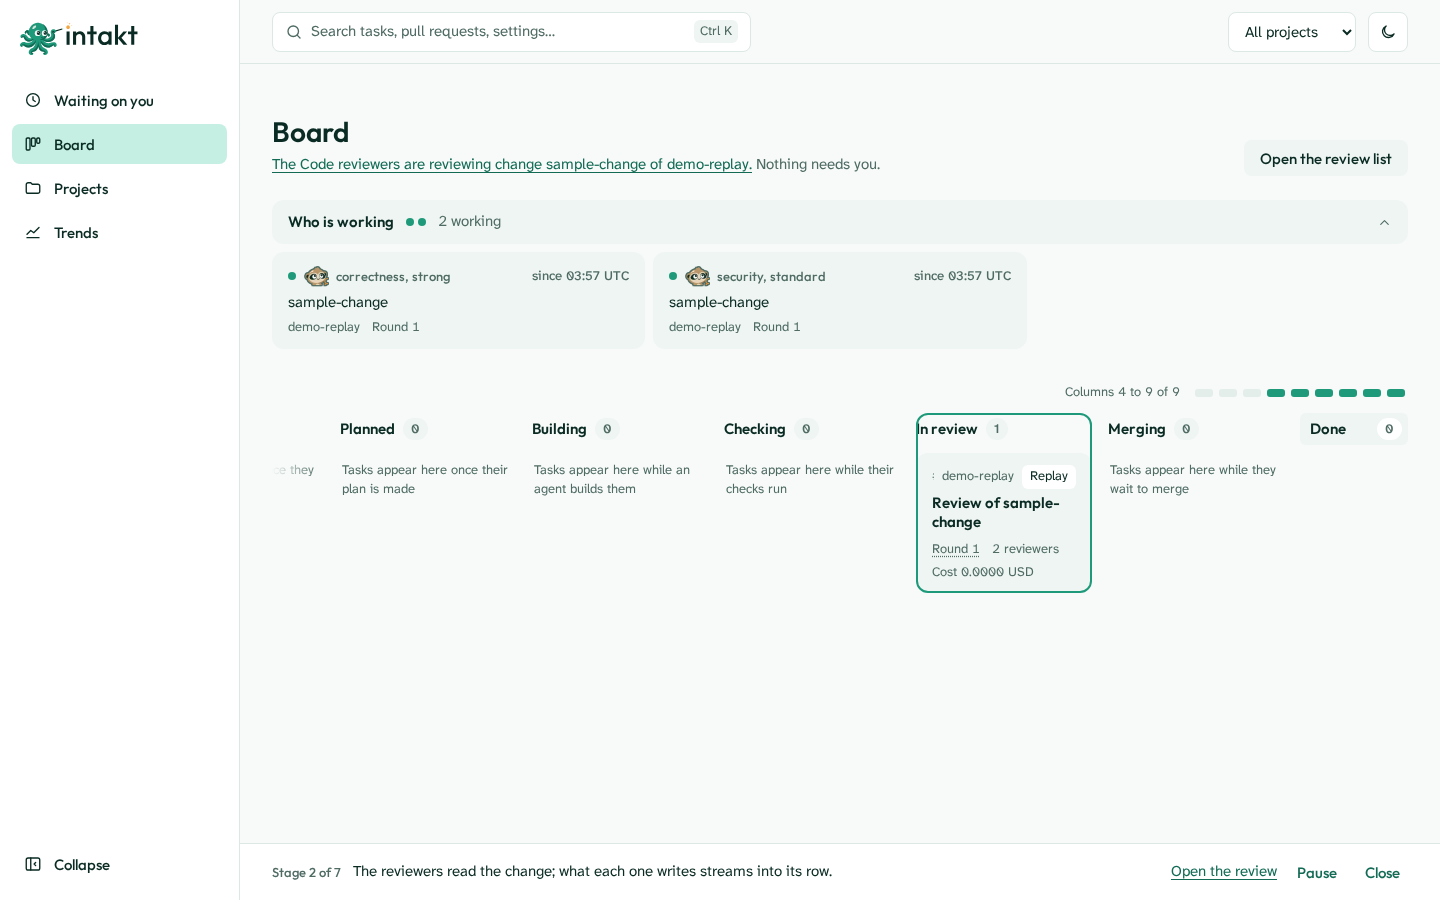 intakt
Search tasks, pull requests, settings...
Ctrl K
All projects
Waiting on you
Board
Projects
Trends
Board
The Code reviewers are reviewing change sample-change of demo-replay. Nothing needs you.
Open the review list
Who is working
2 working
correctness, strong
since 03:57 UTC
sample-change
demo-replay Round 1
security, standard
since 03:57 UTC
sample-change
demo-replay Round 1
Columns 4 to 9 of 9
they
Planned 0
Tasks appear here once their
plan is made
Building 0
Tasks appear here while an
agent builds them
Checking 0
Tasks appear here while their
checks run
In review 1
demo-replay Replay
Review of sample-
change
Round 1 2 reviewers
Cost 0.0000 USD
Merging 0
Tasks appear here while they
wait to merge
Done 0
Collapse
Stage 2 of 7 The reviewers read the change; what each one writes streams into its row.
Open the review Pause Close